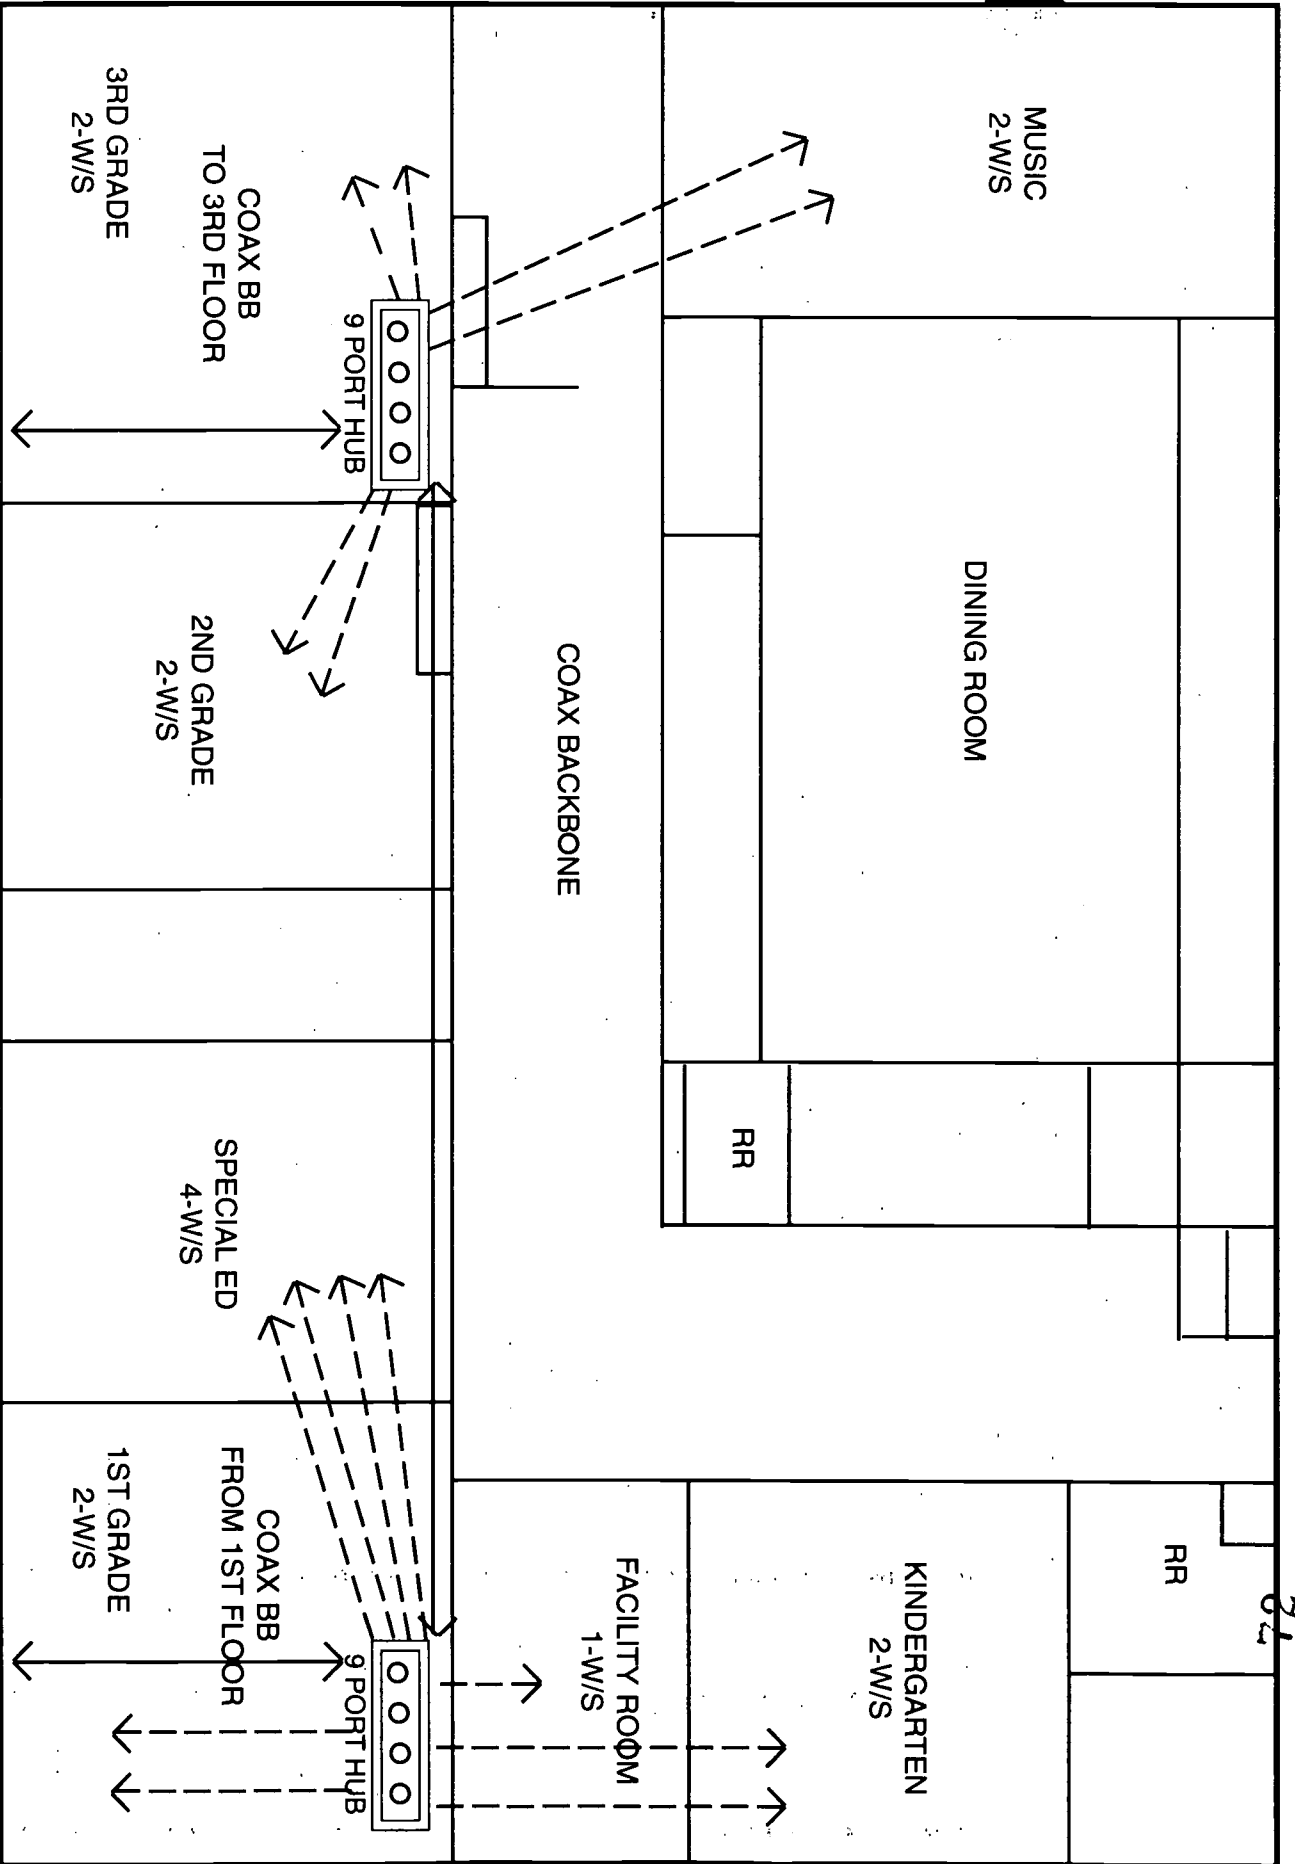 RR
MUSIC
2-W/S
DINING ROOM
KINDERGARTEN
2-W/S
RR
FACILITY ROOM
1-W/S
COAX BACKBONE
9 PORT HUB
9 PORT HUB
COAX BB
TO 3RD FLOOR
3RD GRADE
2-W/S
2ND GRADE
2-W/S
SPECIAL ED
4-W/S
COAX BB
FROM 1ST FLOOR
1ST GRADE
2-W/S